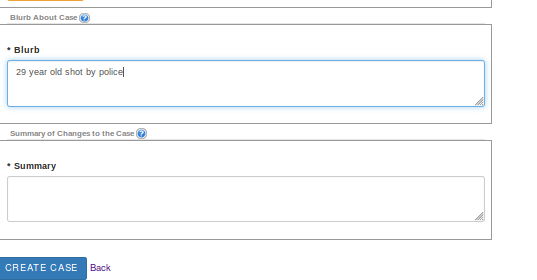 Blurb About Case ?
* Blurb
29 year old shot by police
Summary of Changes to the Case ?
* Summary
CREATE CASE Back